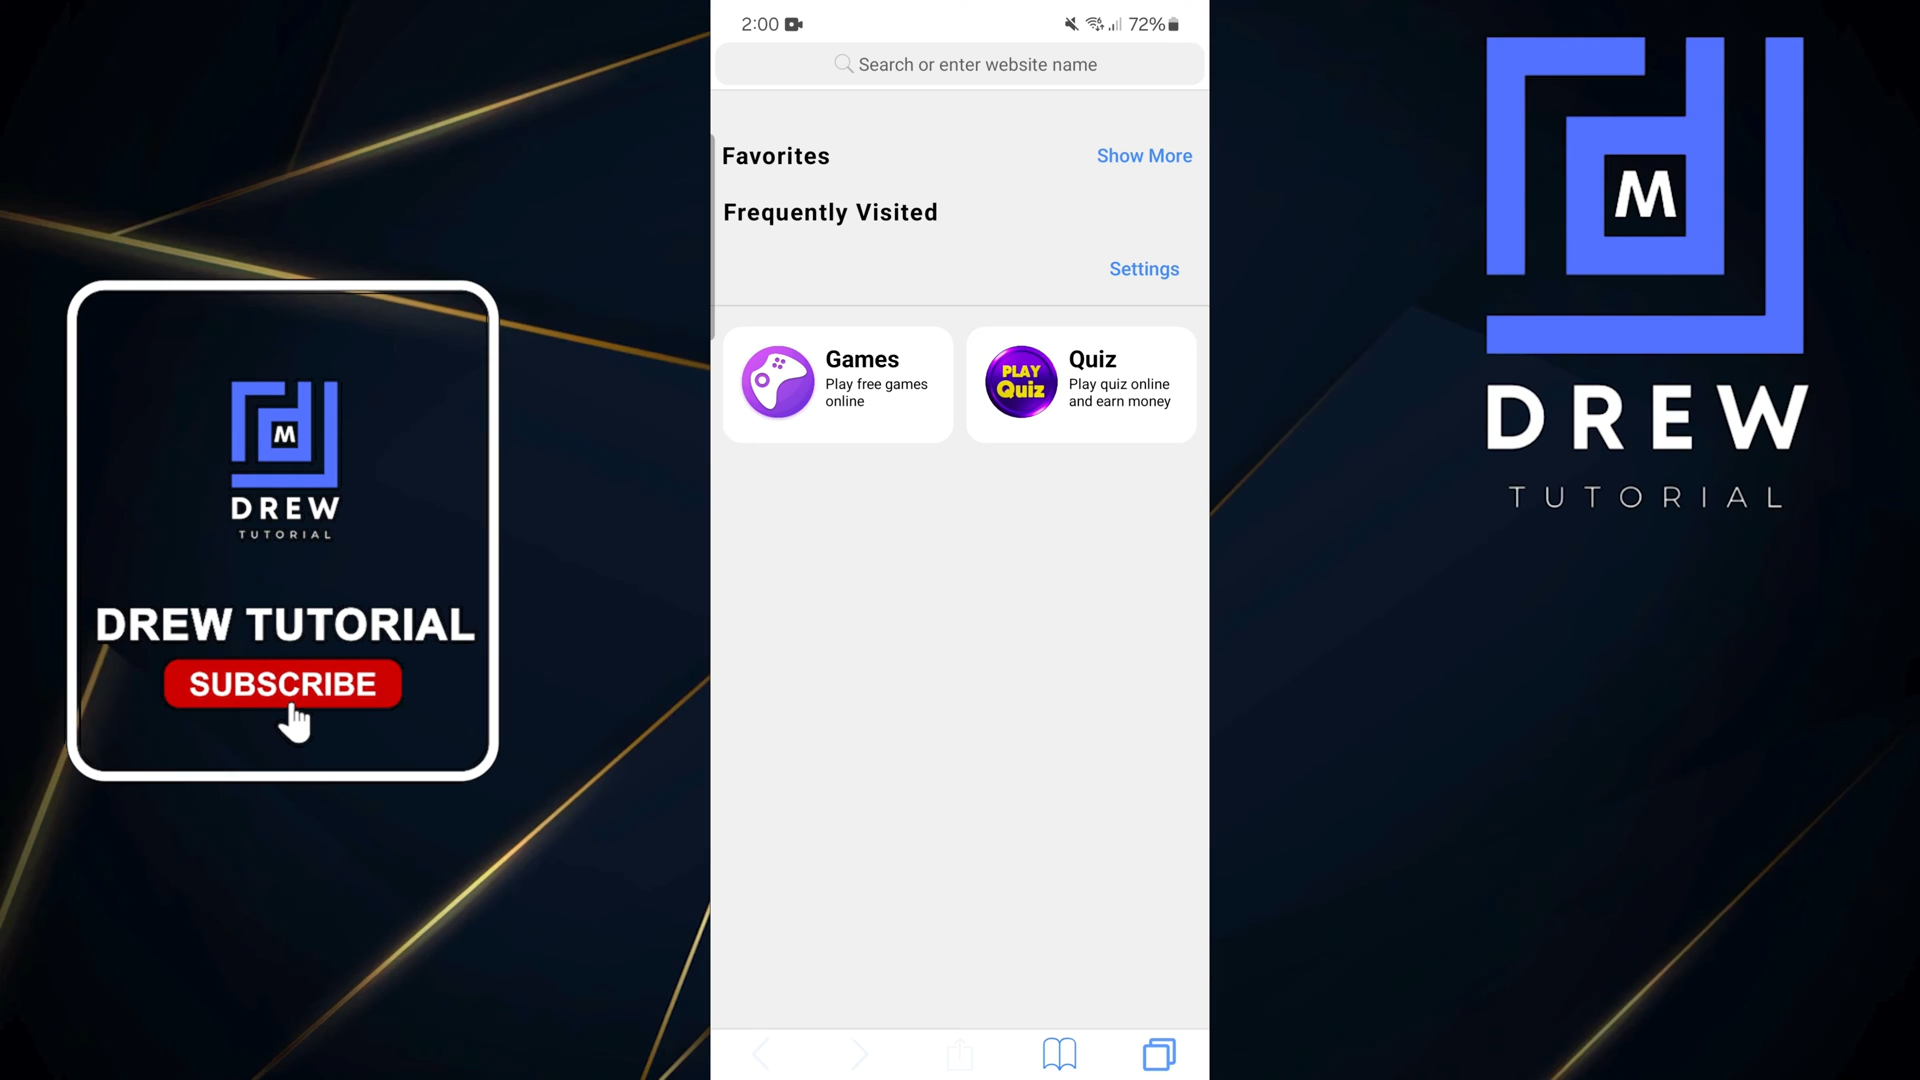 2:00
72%
Search or enter website name
Favorites
Show More
Frequently Visited
Settings
Games
Play free games
online
PLAY
Quiz
Quiz
Play quiz online
and earn money
M
DREW
TUTORIAL
DREW TUTORIAL
SUBSCRIBE
M
DREW
TUTORIAL